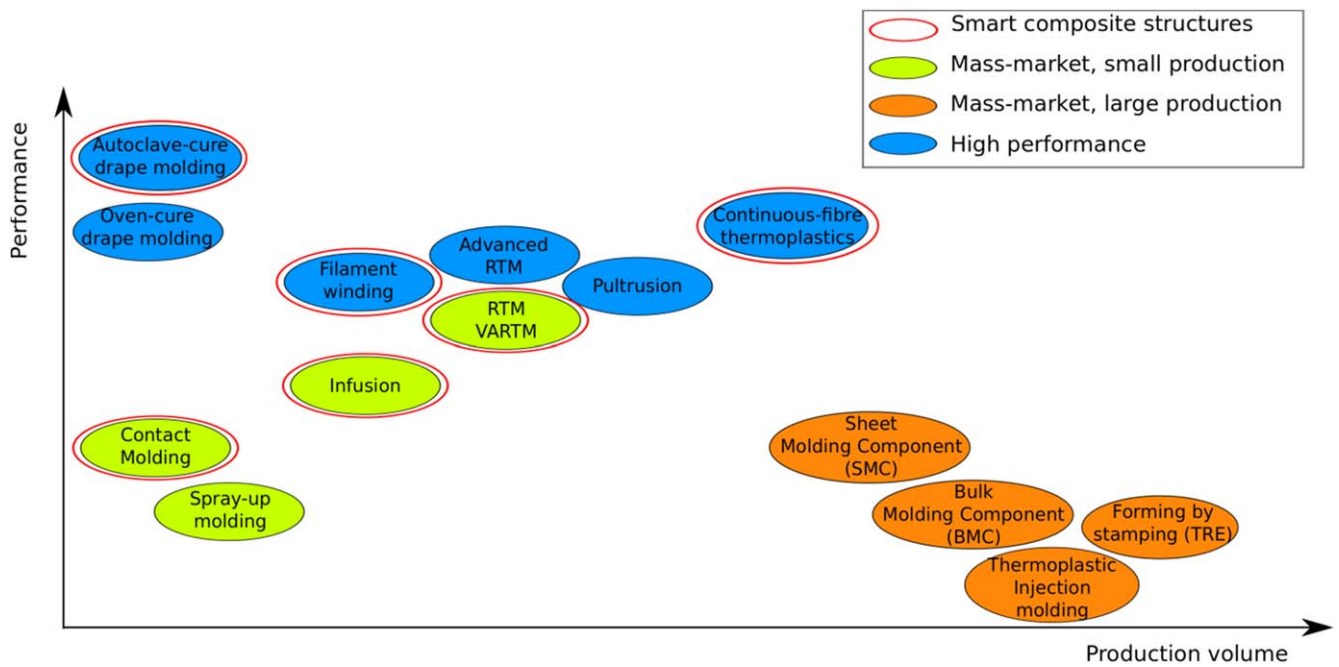 Smart composite structures
Mass-market, small production
Mass-market, large production
High performance
Performance
Autoclave-cure
drape molding
Oven-cure
drape molding
Filament
winding
Advanced
RTM
Pultrusion
Continuous-fibre
thermoplastics
RTM
VARTM
Infusion
Contact
Molding
Spray-up
molding
Sheet
Molding Component
(SMC)
Bulk
Molding Component
(BMC)
Forming by
stamping (TRE)
Thermoplastic
Injection
molding
Production volume